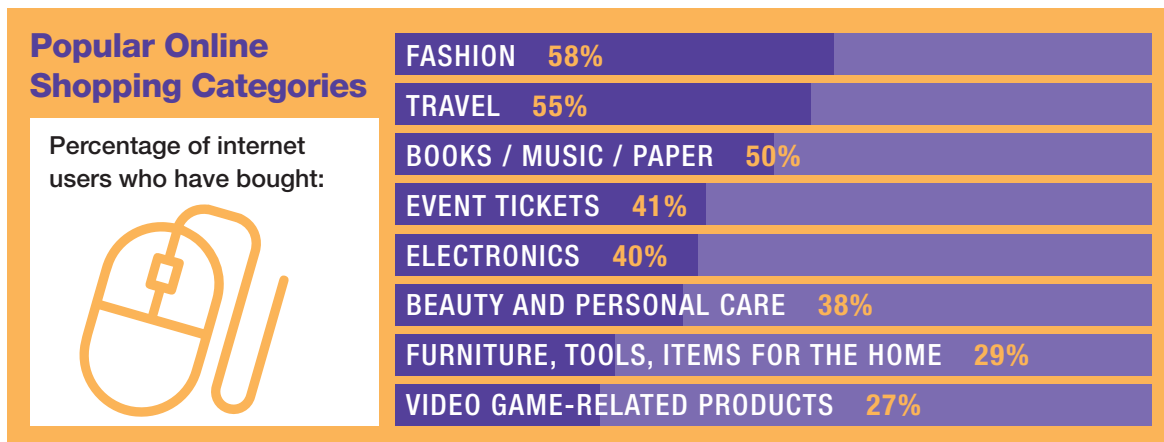 Popular Online
Shopping Categories
Percentage of internet
users who have bought:
FASHION 58%
TRAVEL 55%
BOOKS / MUSIC / PAPER 50%
EVENT TICKETS 41%
ELECTRONICS 40%
BEAUTY AND PERSONAL CARE 38%
FURNITURE, TOOLS, ITEMS FOR THE HOME 29%
VIDEO GAME-RELATED PRODUCTS 27%